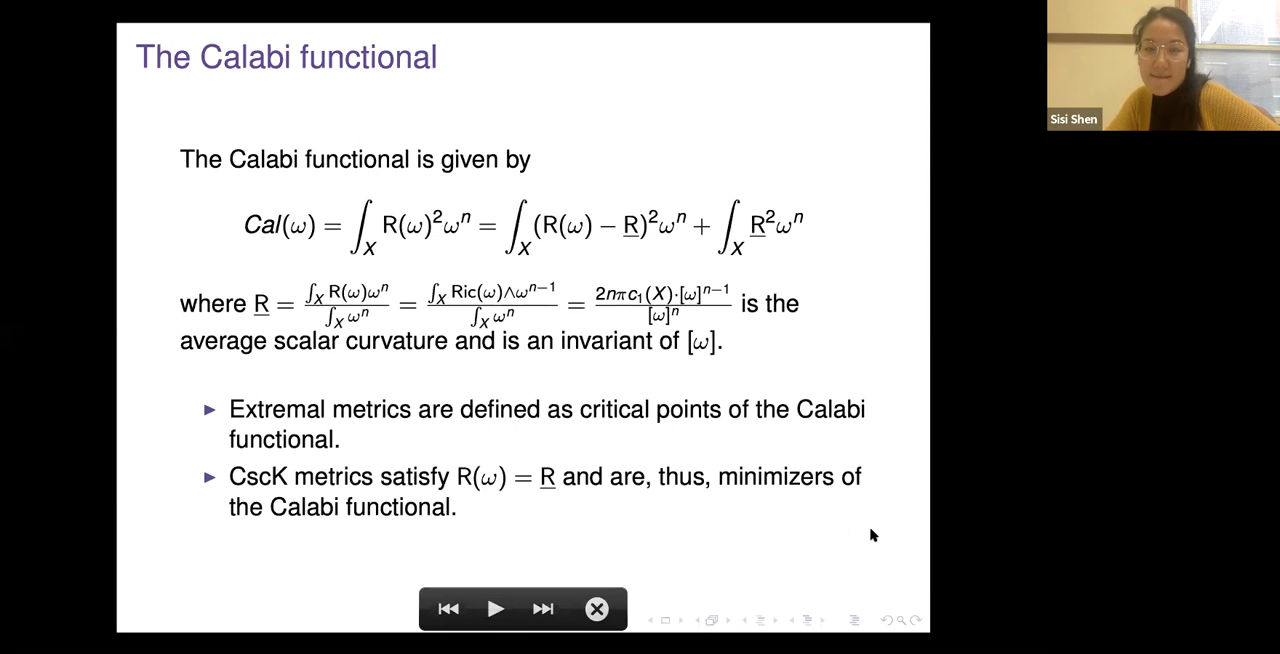 The Calabi functional
Sisi Shen
The Calabi functional is given by
Cal(ω) = ∫_X R(ω)²ωⁿ = ∫_X (R(ω) − R̲)²ωⁿ + ∫_X R̲²ωⁿ
where R̲ = ∫_X R(ω)ωⁿ / ∫_X ωⁿ = ∫_X Ric(ω)∧ωⁿ⁻¹ / ∫_X ωⁿ = 2nπc₁(X)·[ω]ⁿ⁻¹ / [ω]ⁿ is the
average scalar curvature and is an invariant of [ω].
▶ Extremal metrics are defined as critical points of the Calabi
functional.
▶ CscK metrics satisfy R(ω) = R̲ and are, thus, minimizers of
the Calabi functional.